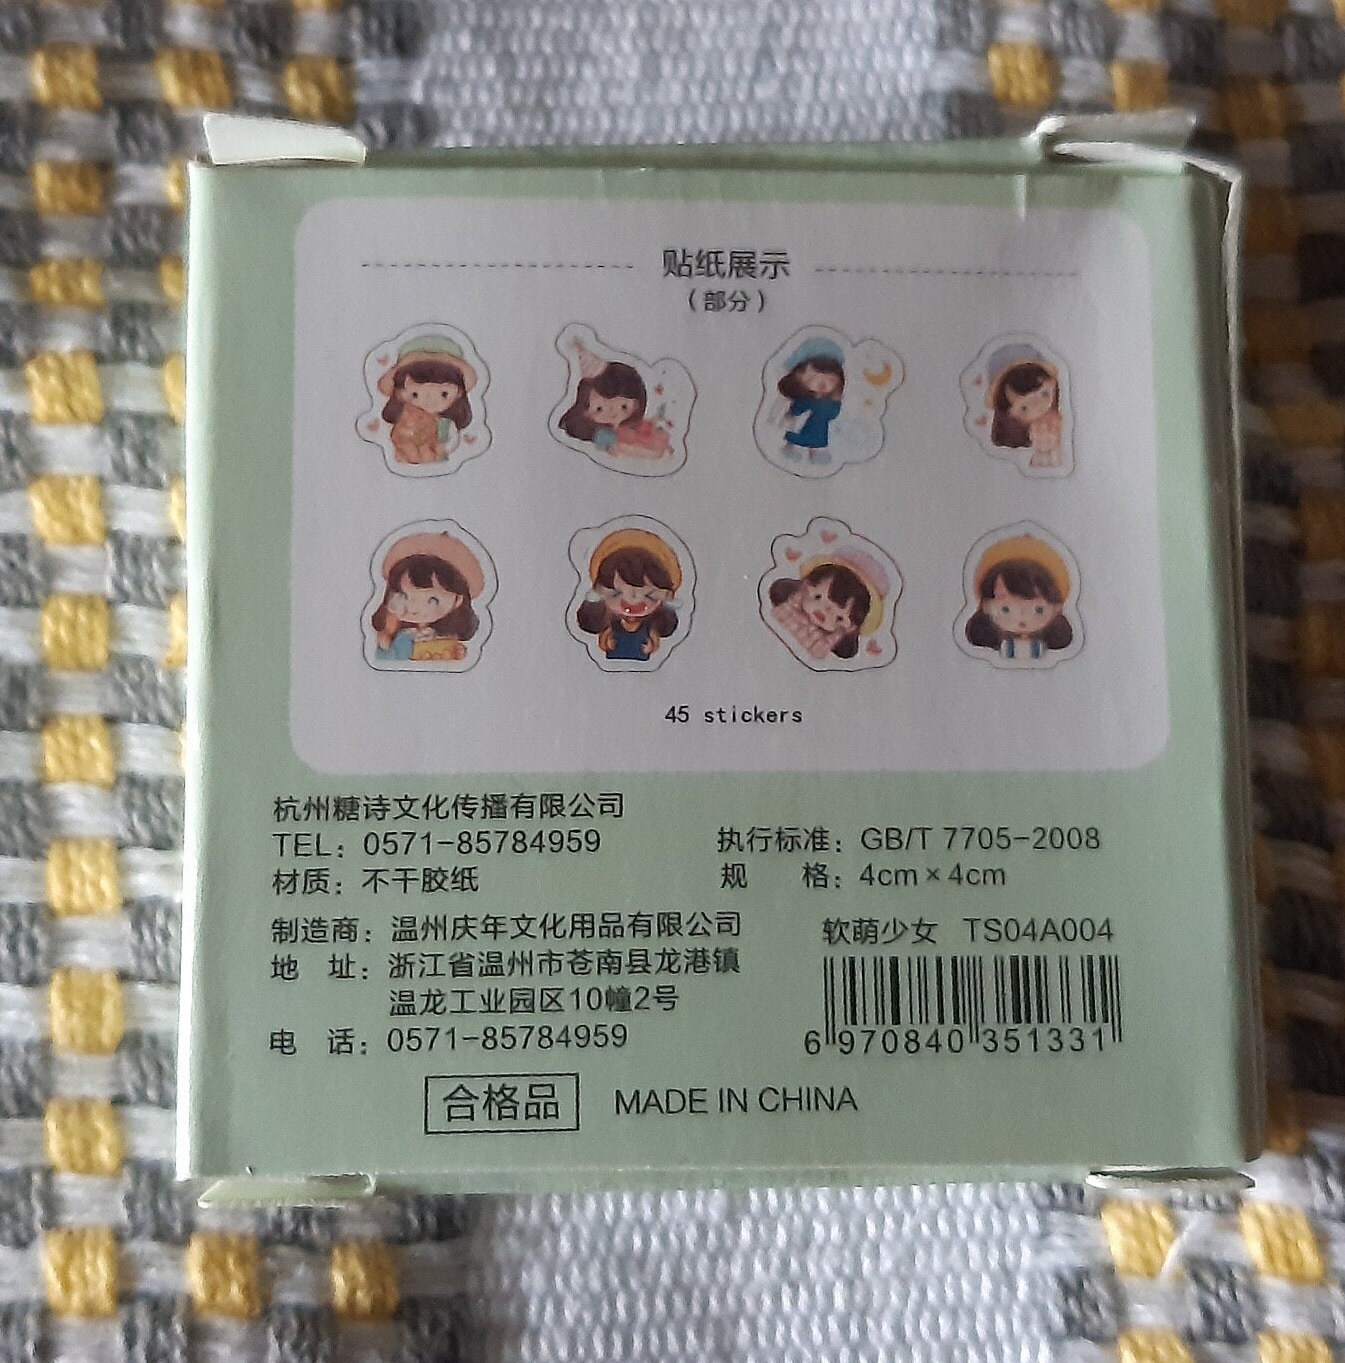 贴纸展示
（部分）
45 stickers
杭州糖诗文化传播有限公司
TEL：0571-85784959
材质：不干胶纸
执行标准：GB/T 7705-2008
规 格：4cm×4cm
制造商：温州庆年文化用品有限公司
地 址：浙江省温州市苍南县龙港镇
温龙工业园区10幢2号
电 话：0571-85784959
软萌少女 TS04A004
6 970840 351331
合格品
MADE IN CHINA